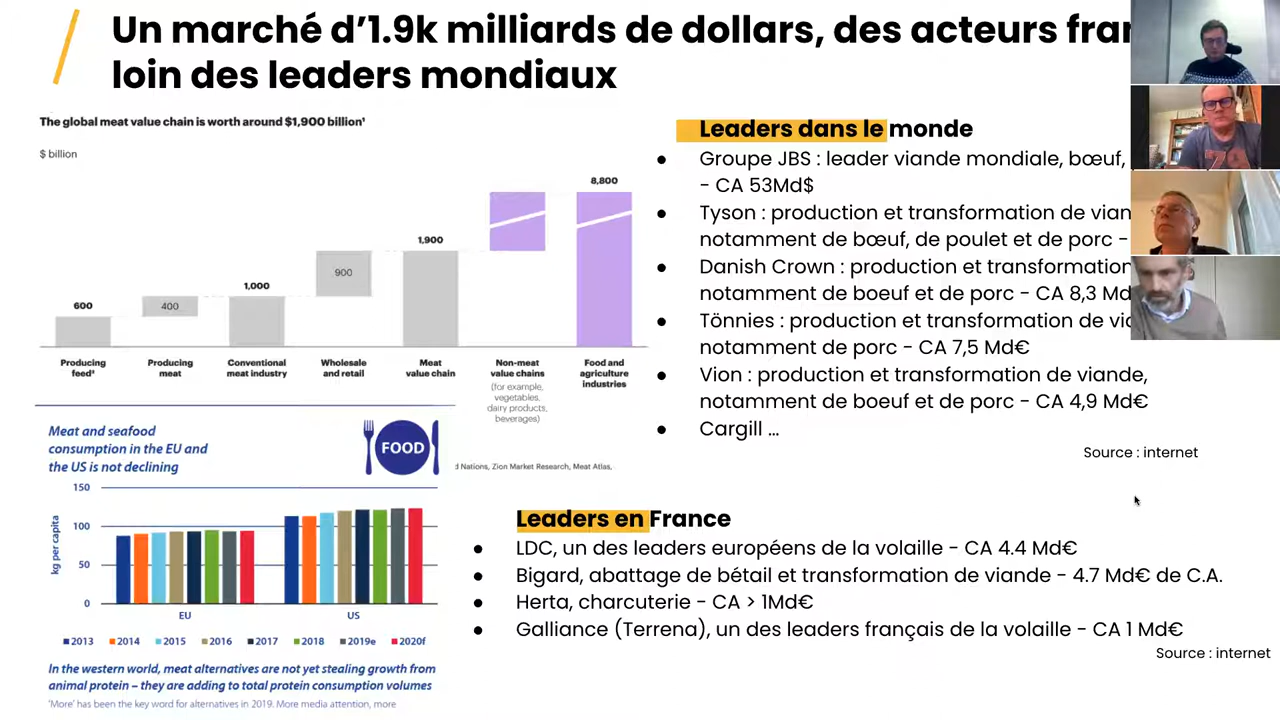 Un marché d’1.9k milliards de dollars, des acteurs
loin des leaders mondiaux
The global meat value chain is worth around $1,900 billion¹
$ billion
600
400
1,000
900
1,900
8,800
Producing
feed²
Producing
meat
Conventional
meat industry
Wholesale
and retail
Meat
value chain
Non-meat
value chains
(for example,
vegetables,
dairy products,
beverages)
Food and
agriculture
industries
d Nations, Zion Market Research, Meat Atlas,
Meat and seafood
consumption in the EU and
the US is not declining
FOOD
150
100
50
0
kg per capita
EU
US
2013 2014 2015 2016 2017 2018 2019e 2020f
In the western world, meat alternatives are not yet stealing growth from
animal protein – they are adding to total protein consumption volumes
'More' has been the key word for alternatives in 2019. More media attention, more
Leaders dans le monde
● Groupe JBS : leader viande mondiale, bœuf,
- CA 53Md$
● Tyson : production et transformation de
notamment de bœuf, de poulet et de porc -
● Danish Crown : production et transformation
notamment de boeuf et de porc - CA 8,3
● Tönnies : production et transformation de
notamment de porc - CA 7,5 Md€
● Vion : production et transformation de viande,
notamment de boeuf et de porc - CA 4,9 Md€
● Cargill ...
Source : internet
Leaders en France
● LDC, un des leaders européens de la volaille - CA 4.4 Md€
● Bigard, abattage de bétail et transformation de viande - 4.7 Md€ de C.A.
● Herta, charcuterie - CA > 1Md€
● Galliance (Terrena), un des leaders français de la volaille - CA 1 Md€
Source : internet